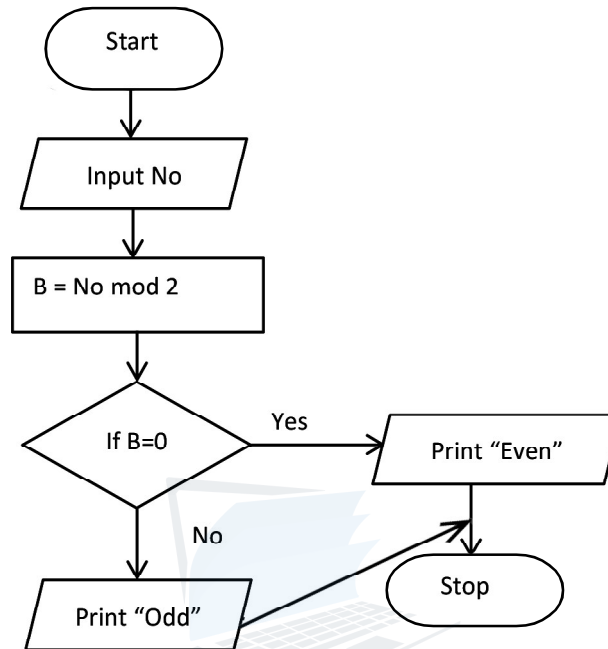 Start
Input No
B = No mod 2
If B=0
Yes
Print “Even”
No
Stop
Print “Odd”